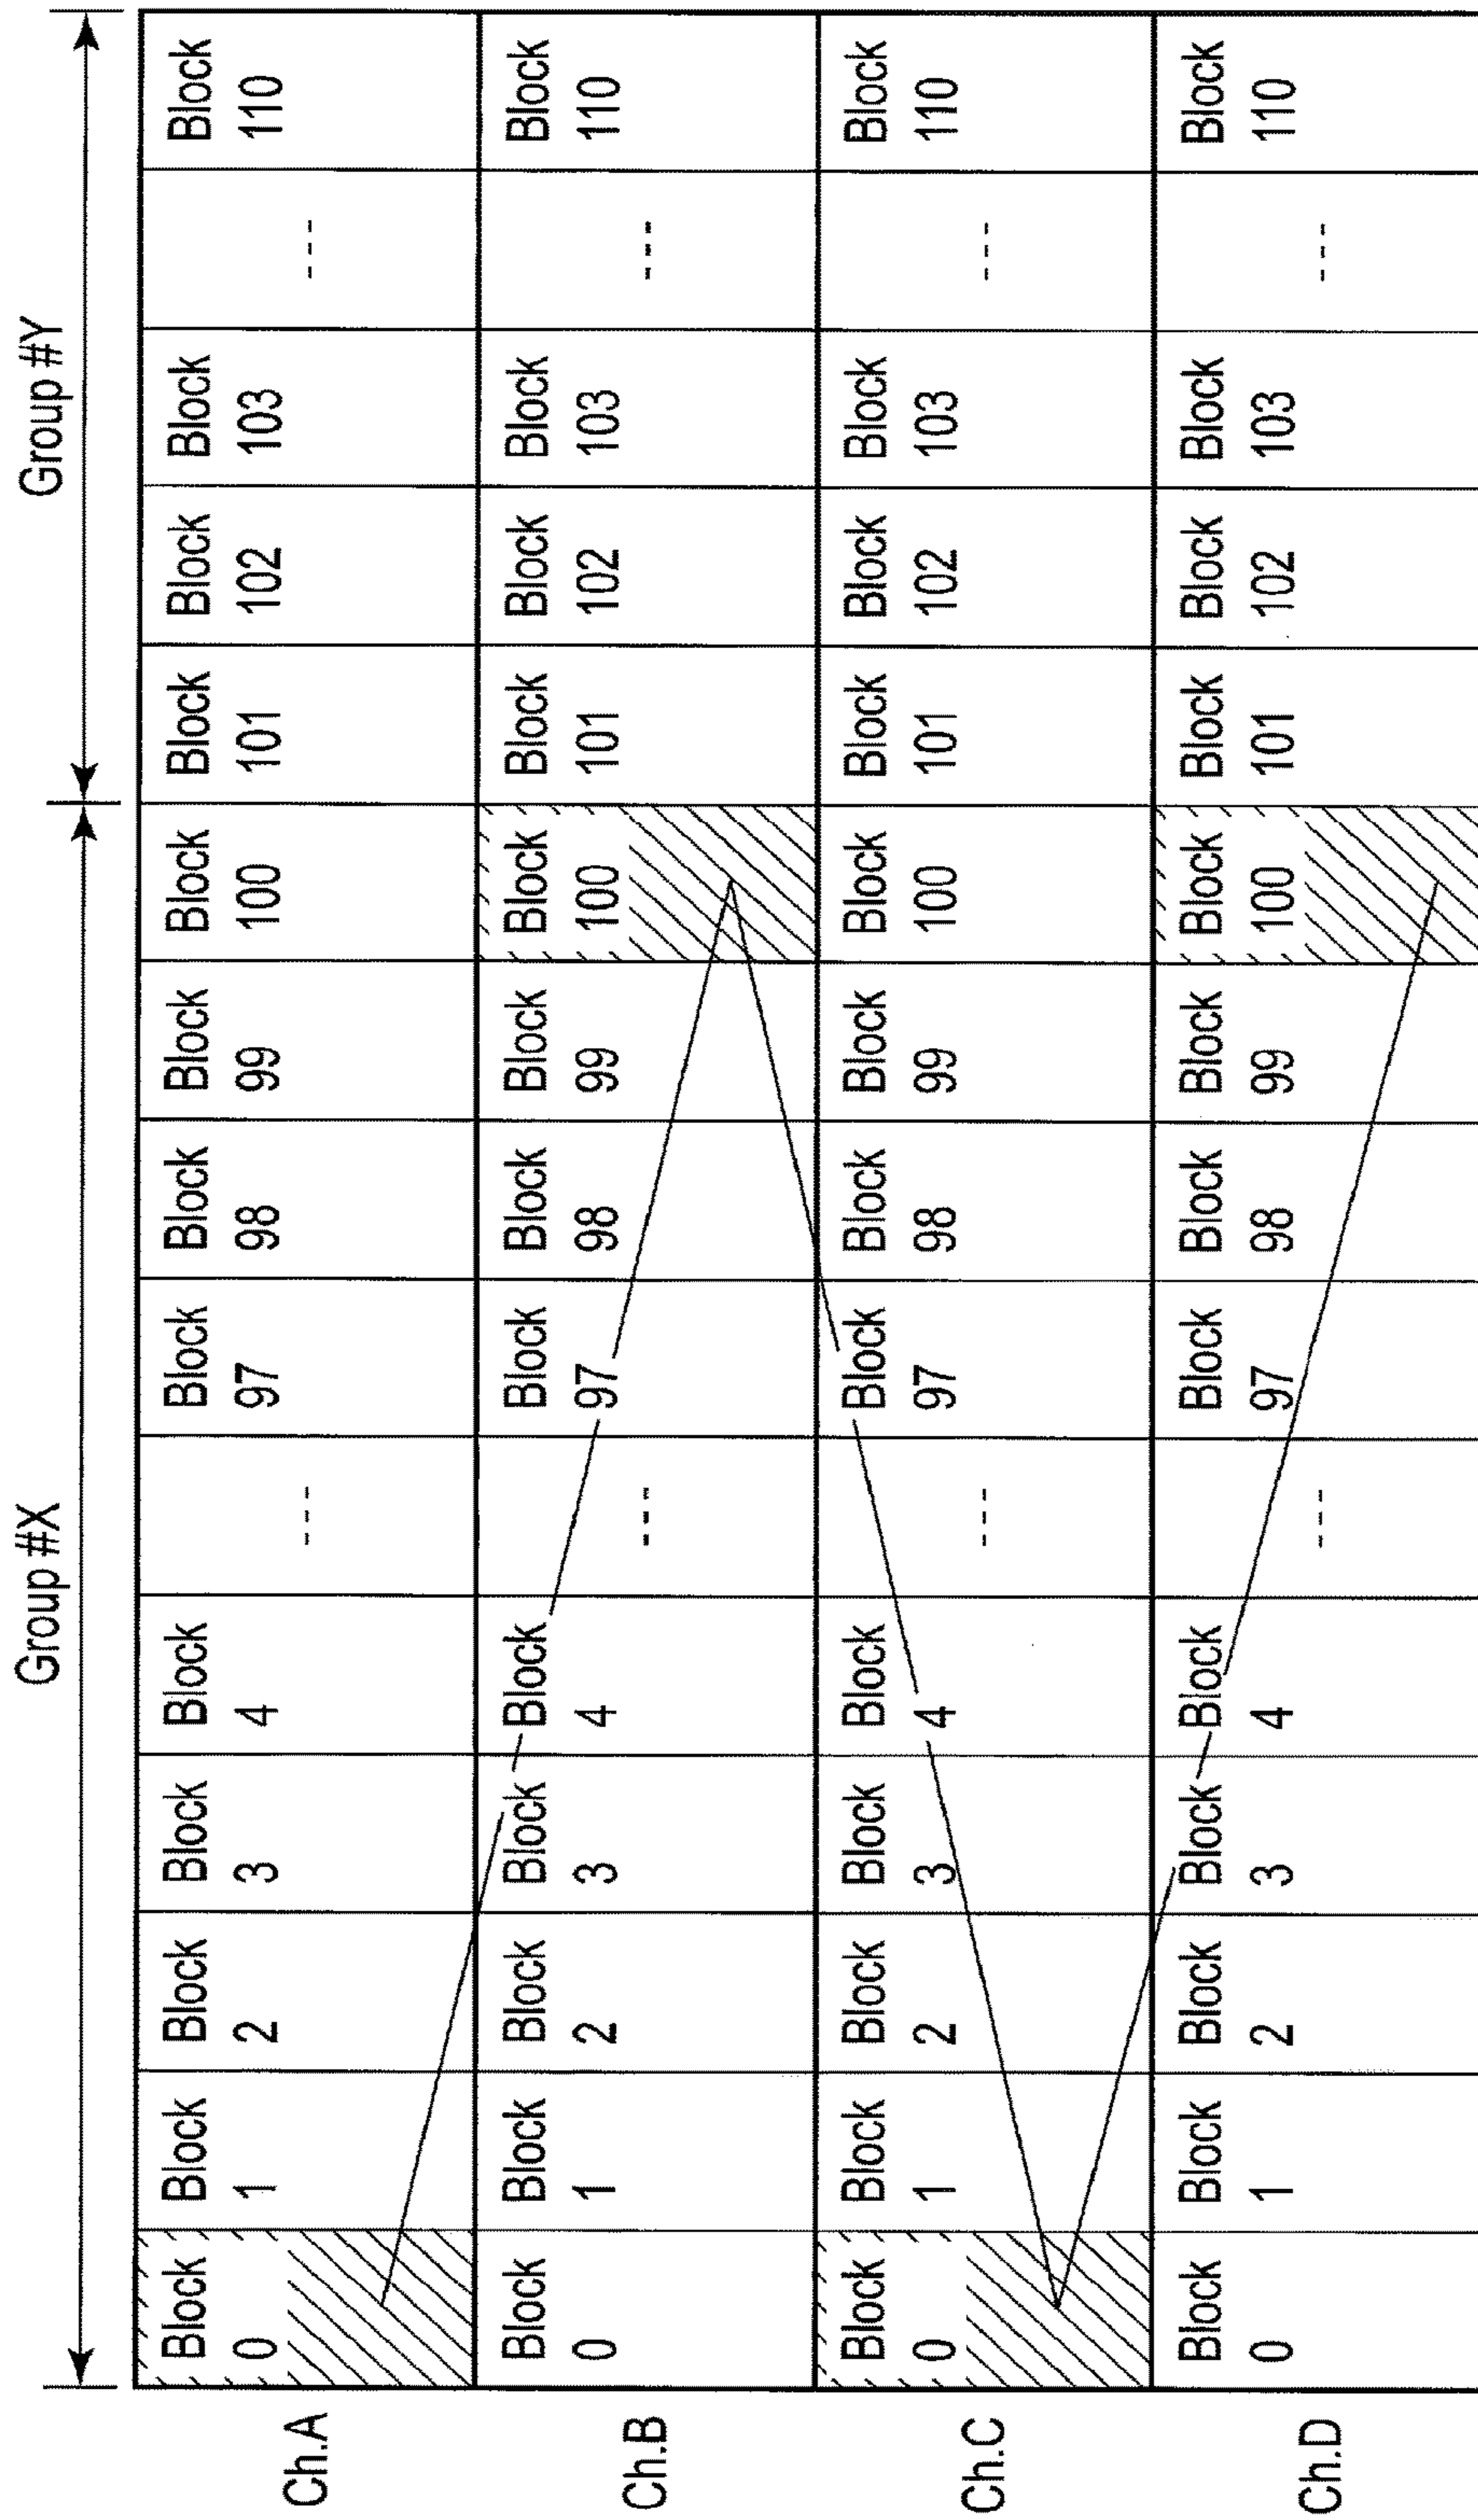 Group #X
Group #Y
Ch.A
Block 0
Block 1
Block 2
Block 3
Block 4
---
Block 97
Block 98
Block 99
Block 100
Block 101
Block 102
Block 103
---
Block 110
Ch.B
Block 0
Block 1
Block 2
Block 3
Block 4
---
Block 97
Block 98
Block 99
Block 100
Block 101
Block 102
Block 103
---
Block 110
Ch.C
Block 0
Block 1
Block 2
Block 3
Block 4
---
Block 97
Block 98
Block 99
Block 100
Block 101
Block 102
Block 103
---
Block 110
Ch.D
Block 0
Block 1
Block 2
Block 3
Block 4
---
Block 97
Block 98
Block 99
Block 100
Block 101
Block 102
Block 103
---
Block 110